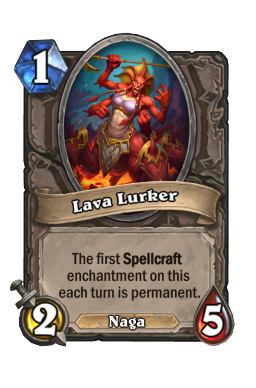 1
Lava Lurker
The first Spellcraft
enchantment on this
each turn is permanent.
2
Naga
5